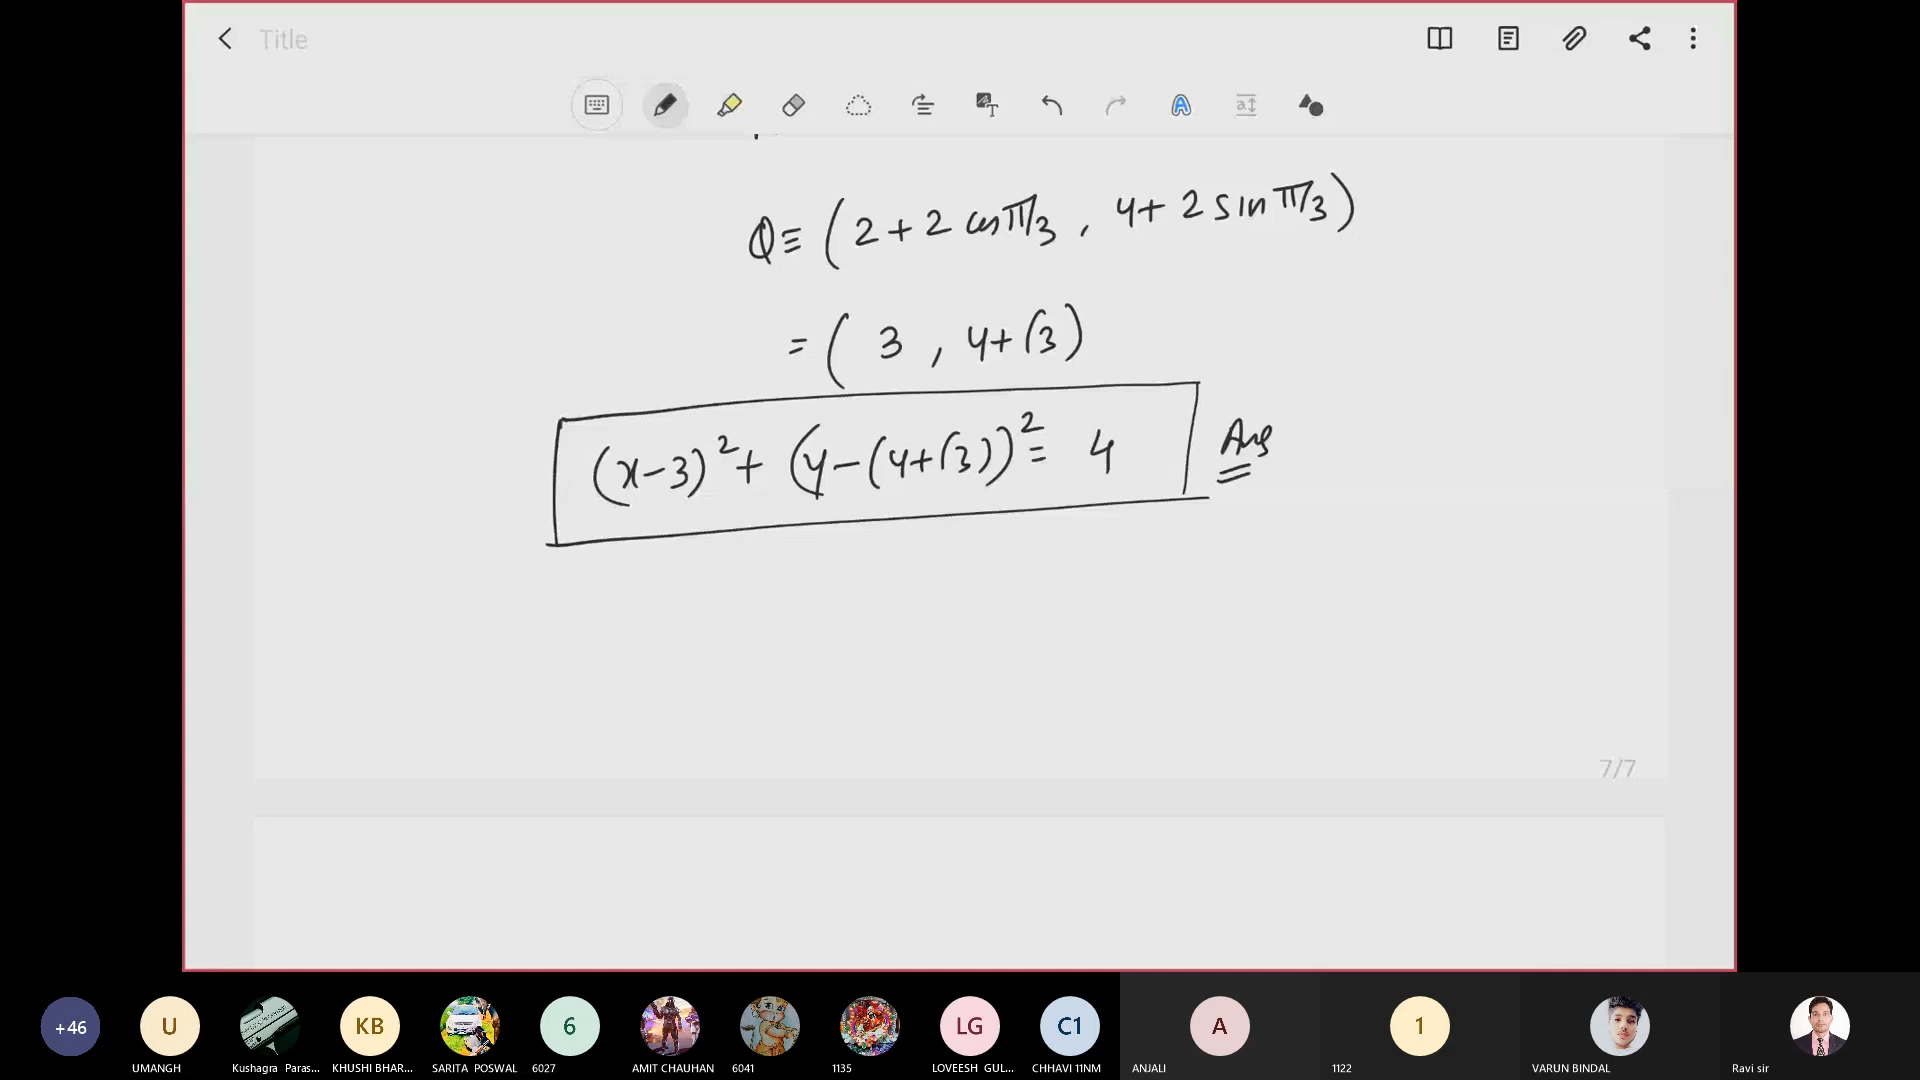 Title
Q≡ (2+2 cosπ/3 , 4+2 sinπ/3)
= ( 3 , 4+√3)
(x-3)²+ (y-(4+√3))²= 4 Ans
7/7
+46 U KB 6 LG C1 A 1
UMANGH Kushagra Paras... KHUSHI BHAR... SARITA POSWAL 6027 AMIT CHAUHAN 6041 1135 LOVEESH GUL... CHHAVI 11NM ANJALI 1122 VARUN BINDAL Ravi sir